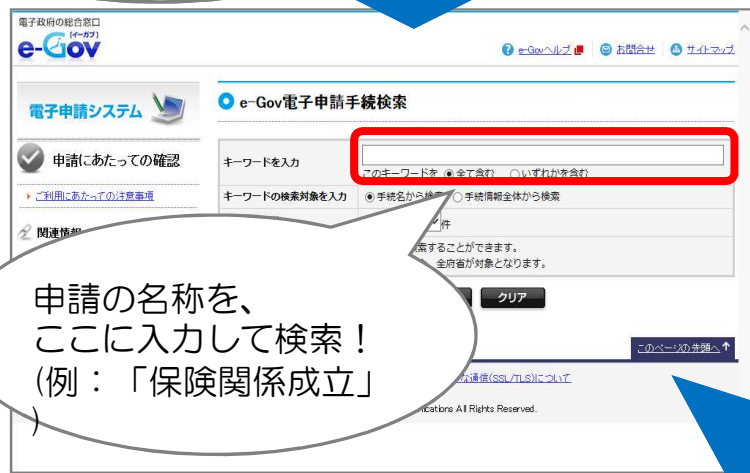 電子政府の総合窓口
[イーガブ]
e-Gov
e-Govヘルプ
お問合せ
サイトマップ
電子申請システム
e-Gov電子申請手続検索
申請にあたっての確認
ご利用にあたっての注意事項
関連情報
キーワードを入力
このキーワードを ◉全て含む ○いずれかを含む
キーワードの検索対象を入力
◉手続名から検索 ○手続情報全体から検索
件
索することができます。
全府省が対象となります。
クリア
申請の名称を、
ここに入力して検索！
(例：「保険関係成立」
)
このページの先頭へ↑
な通信(SSL/TLS)について
ications All Rights Reserved.